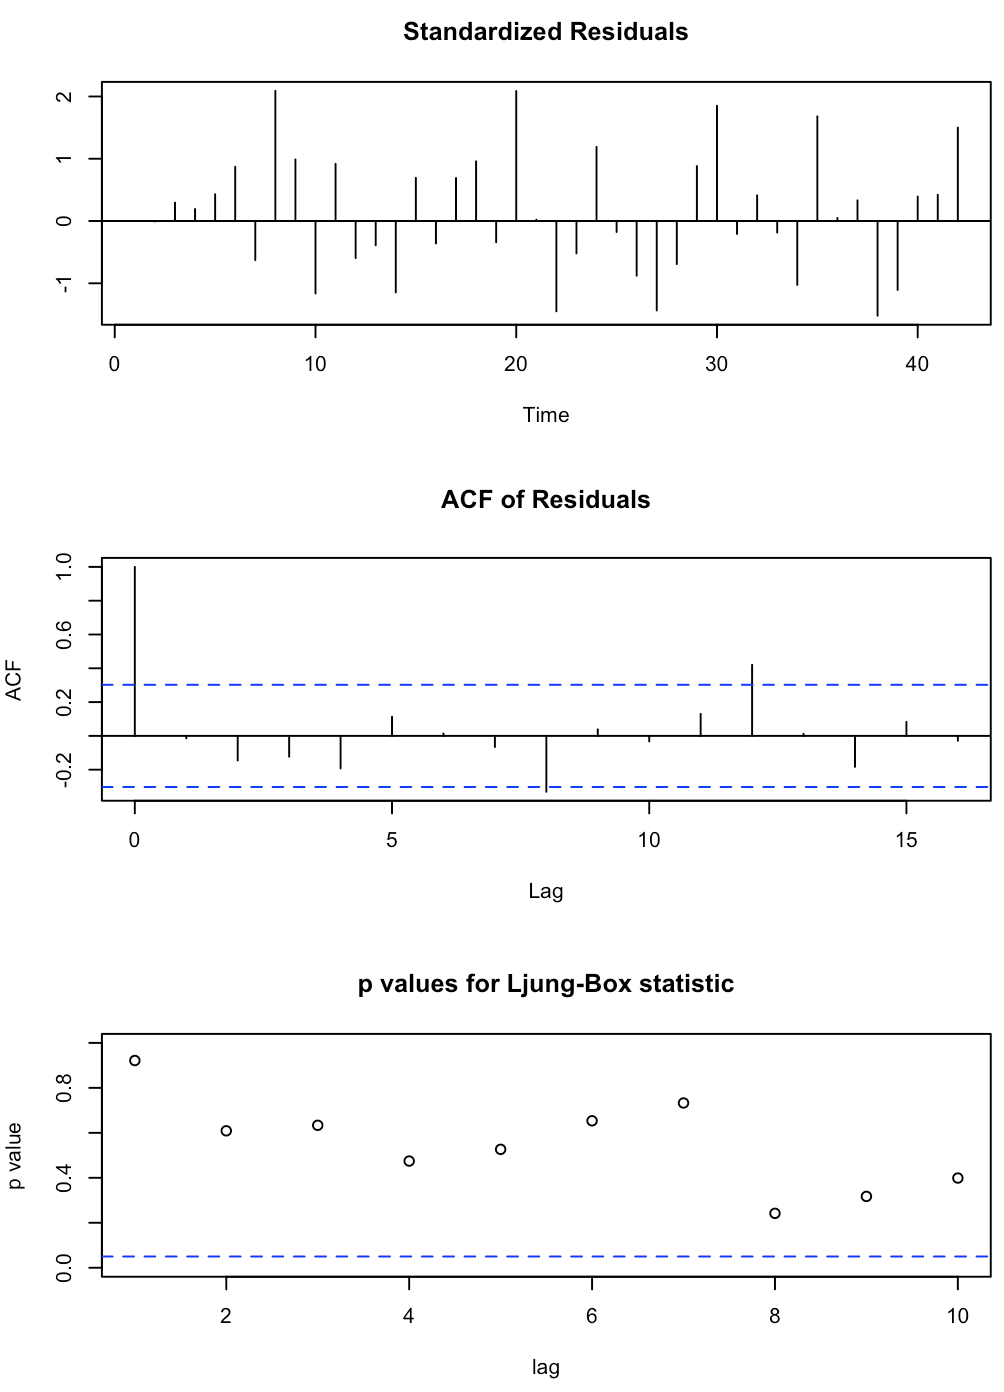 Standardized Residuals
2
1
0
-1
0 10 20 30 40
Time
ACF of Residuals
ACF
1.0
0.6
0.2
-0.2
0 5 10 15
Lag
p values for Ljung-Box statistic
p value
0.8
0.4
0.0
2 4 6 8 10
lag